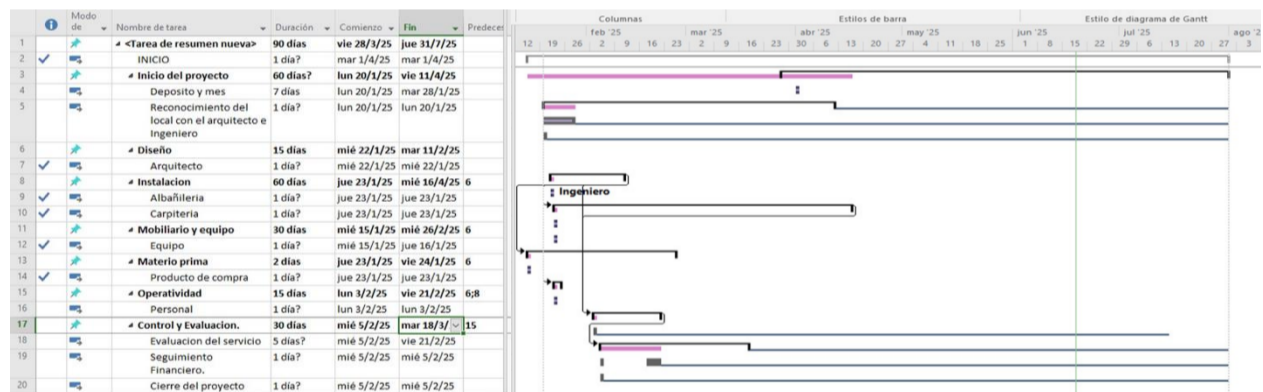 Modo de Nombre de tarea Duración Comienzo Fin Predeceso
1 <Tarea de resumen nueva> 90 días vie 28/3/25 jue 31/7/25
2 INICIO 1 día? mar 1/4/25 mar 1/4/25
3 Inicio del proyecto 60 días? lun 20/1/25 vie 11/4/25
4 Deposito y mes 7 días lun 20/1/25 mar 28/1/25
5 Reconocimiento del 1 día? lun 20/1/25 lun 20/1/25
local con el arquitecto e
Ingeniero
6 Diseño 15 días mié 22/1/25 mar 11/2/25
7 Arquitecto 1 día? mié 22/1/25 mié 22/1/25
8 Instalacion 60 días jue 23/1/25 mié 16/4/25 6
9 Albañileria 1 día? jue 23/1/25 jue 23/1/25
10 Carpiteria 1 día? jue 23/1/25 jue 23/1/25
11 Mobiliario y equipo 30 días mié 15/1/25 mié 26/2/25 6
12 Equipo 1 día? mié 15/1/25 jue 16/1/25
13 Materio prima 2 días jue 23/1/25 vie 24/1/25 6
14 Producto de compra 1 día? jue 23/1/25 jue 23/1/25
15 Operatividad 15 días lun 3/2/25 vie 21/2/25 6;8
16 Personal 1 día? lun 3/2/25 lun 3/2/25
17 Control y Evaluacion. 30 días mié 5/2/25 mar 18/3/ 15
18 Evaluacion del servicio 5 días? mié 5/2/25 vie 21/2/25
19 Seguimiento 1 día? mié 5/2/25 mié 5/2/25
Financiero.
20 Cierre del proyecto 1 día? mié 5/2/25 mié 5/2/25
Columnas Estilos de barra Estilo de diagrama de Gantt
feb '25 mar '25 abr '25 may '25 jun '25 jul '25 ago '2
12 19 26 2 9 16 23 2 9 16 23 30 6 13 20 27 4 11 18 25 1 8 15 22 29 6 13 20 27 3
Ingeniero